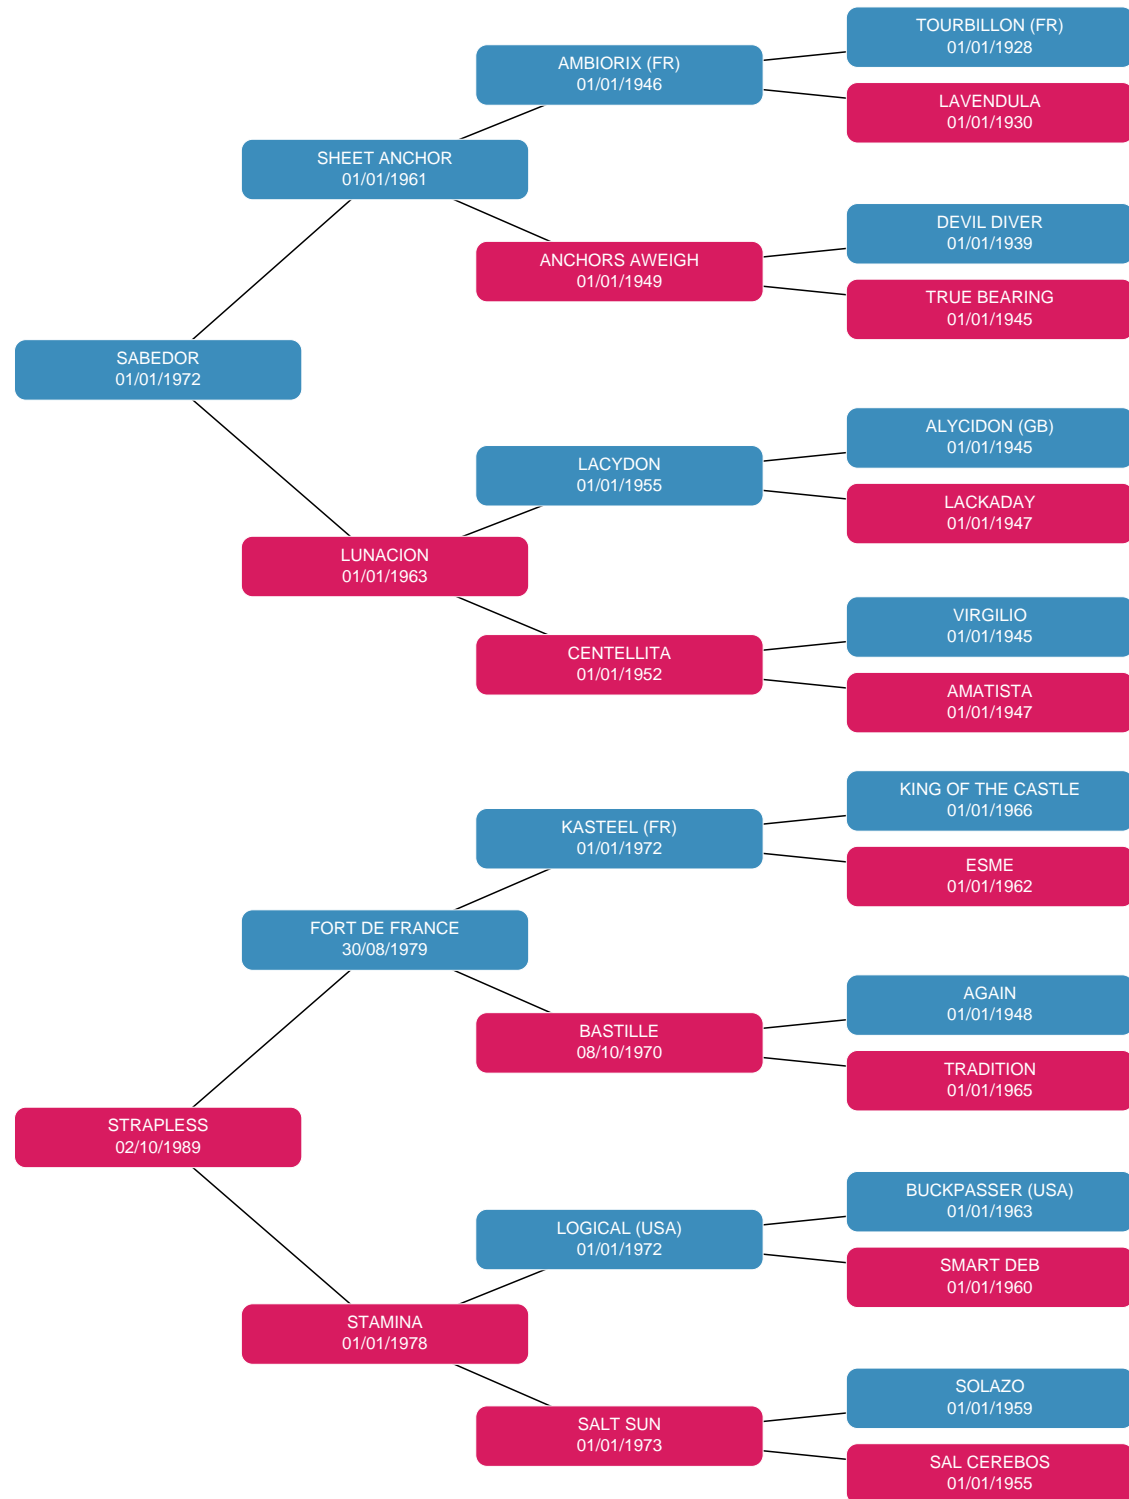 TOURBILLON (FR)
01/01/1928
AMBIORIX (FR)
01/01/1946
LAVENDULA
01/01/1930
SHEET ANCHOR
01/01/1961
DEVIL DIVER
01/01/1939
ANCHORS AWEIGH
01/01/1949
TRUE BEARING
01/01/1945
SABEDOR
01/01/1972
ALYCIDON (GB)
01/01/1945
LACYDON
01/01/1955
LACKADAY
01/01/1947
LUNACION
01/01/1963
VIRGILIO
01/01/1945
CENTELLITA
01/01/1952
AMATISTA
01/01/1947
KING OF THE CASTLE
01/01/1966
KASTEEL (FR)
01/01/1972
ESME
01/01/1962
FORT DE FRANCE
30/08/1979
AGAIN
01/01/1948
BASTILLE
08/10/1970
TRADITION
01/01/1965
STRAPLESS
02/10/1989
BUCKPASSER (USA)
01/01/1963
LOGICAL (USA)
01/01/1972
SMART DEB
01/01/1960
STAMINA
01/01/1978
SOLAZO
01/01/1959
SALT SUN
01/01/1973
SAL CEREBOS
01/01/1955